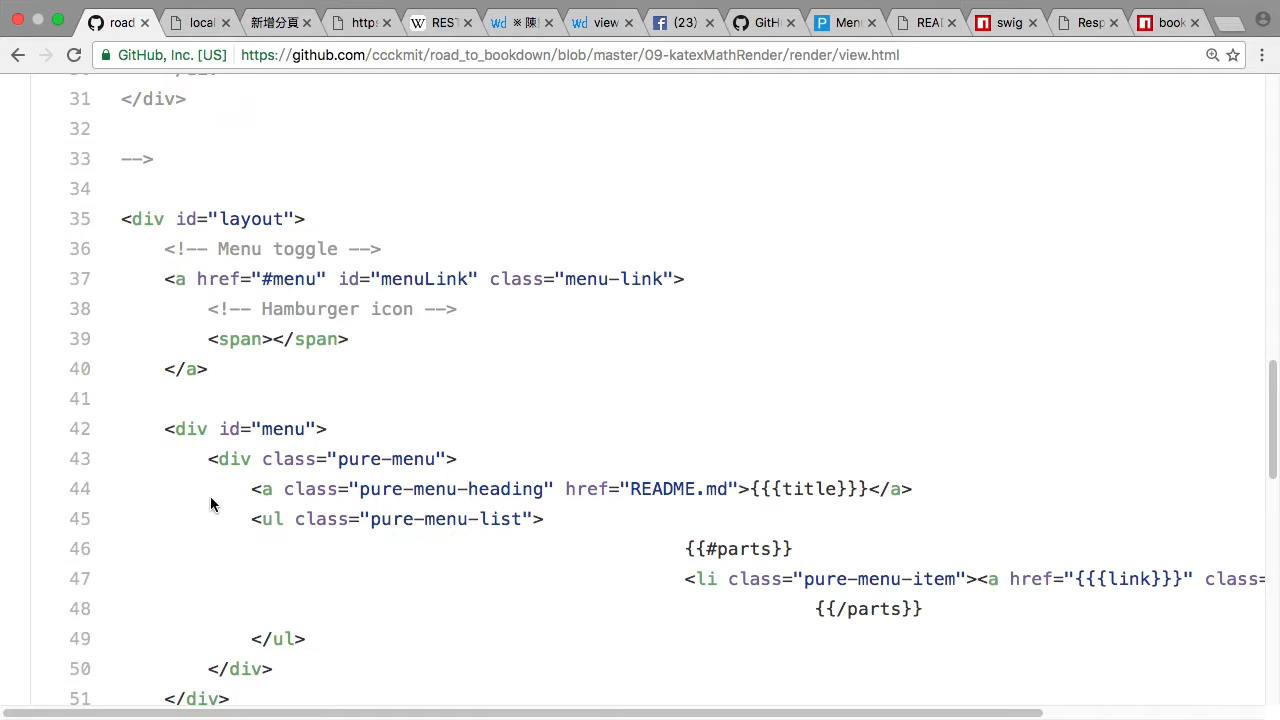 road
local
新增分頁
https
REST
Wd ※ 陳
Wd view
(23)
GitH
Menu
READ
swig
Resp
book
GitHub, Inc. [US]
https://github.com/ccckmit/road_to_bookdown/blob/master/09-katexMathRender/render/view.html
31 </div>
32
33 -->
34
35 <div id="layout">
36 <!-- Menu toggle -->
37 <a href="#menu" id="menuLink" class="menu-link">
38 <!-- Hamburger icon -->
39 <span></span>
40 </a>
41
42 <div id="menu">
43 <div class="pure-menu">
44 <a class="pure-menu-heading" href="README.md">{{{title}}}</a>
45 <ul class="pure-menu-list">
46 {{#parts}}
47 <li class="pure-menu-item"><a href="{{{link}}}" class=
48 {{/parts}}
49 </ul>
50 </div>
51 </div>